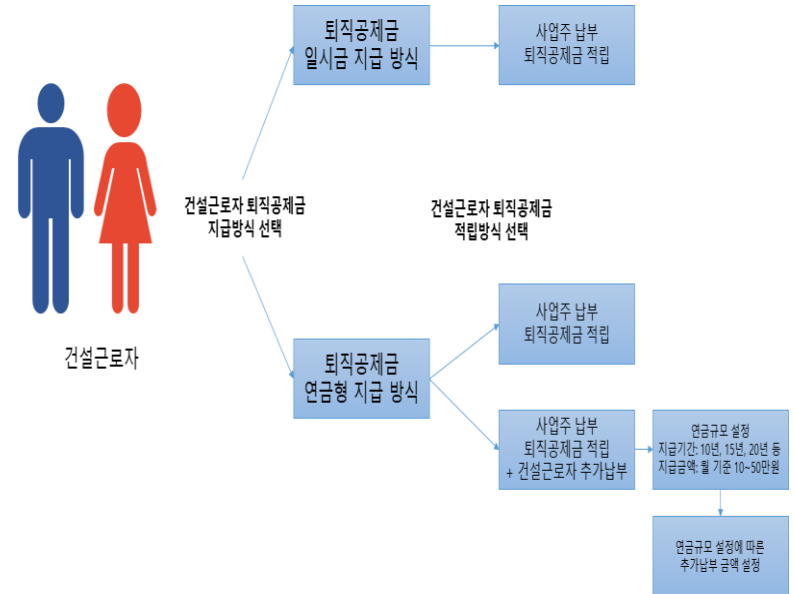 퇴직공제금
일시금 지급 방식
사업주 납부
퇴직공제금 적립
건설근로자 퇴직공제금
지급방식 선택
건설근로자 퇴직공제금
적립방식 선택
건설근로자
퇴직공제금
연금형 지급 방식
사업주 납부
퇴직공제금 적립
사업주 납부
퇴직공제금 적립
+ 건설근로자 추가납부
연금규모 설정
지급기간: 10년, 15년, 20년 등
지급금액: 월 기준 10~50만원
연금규모 설정에 따른
추가납부 금액 설정